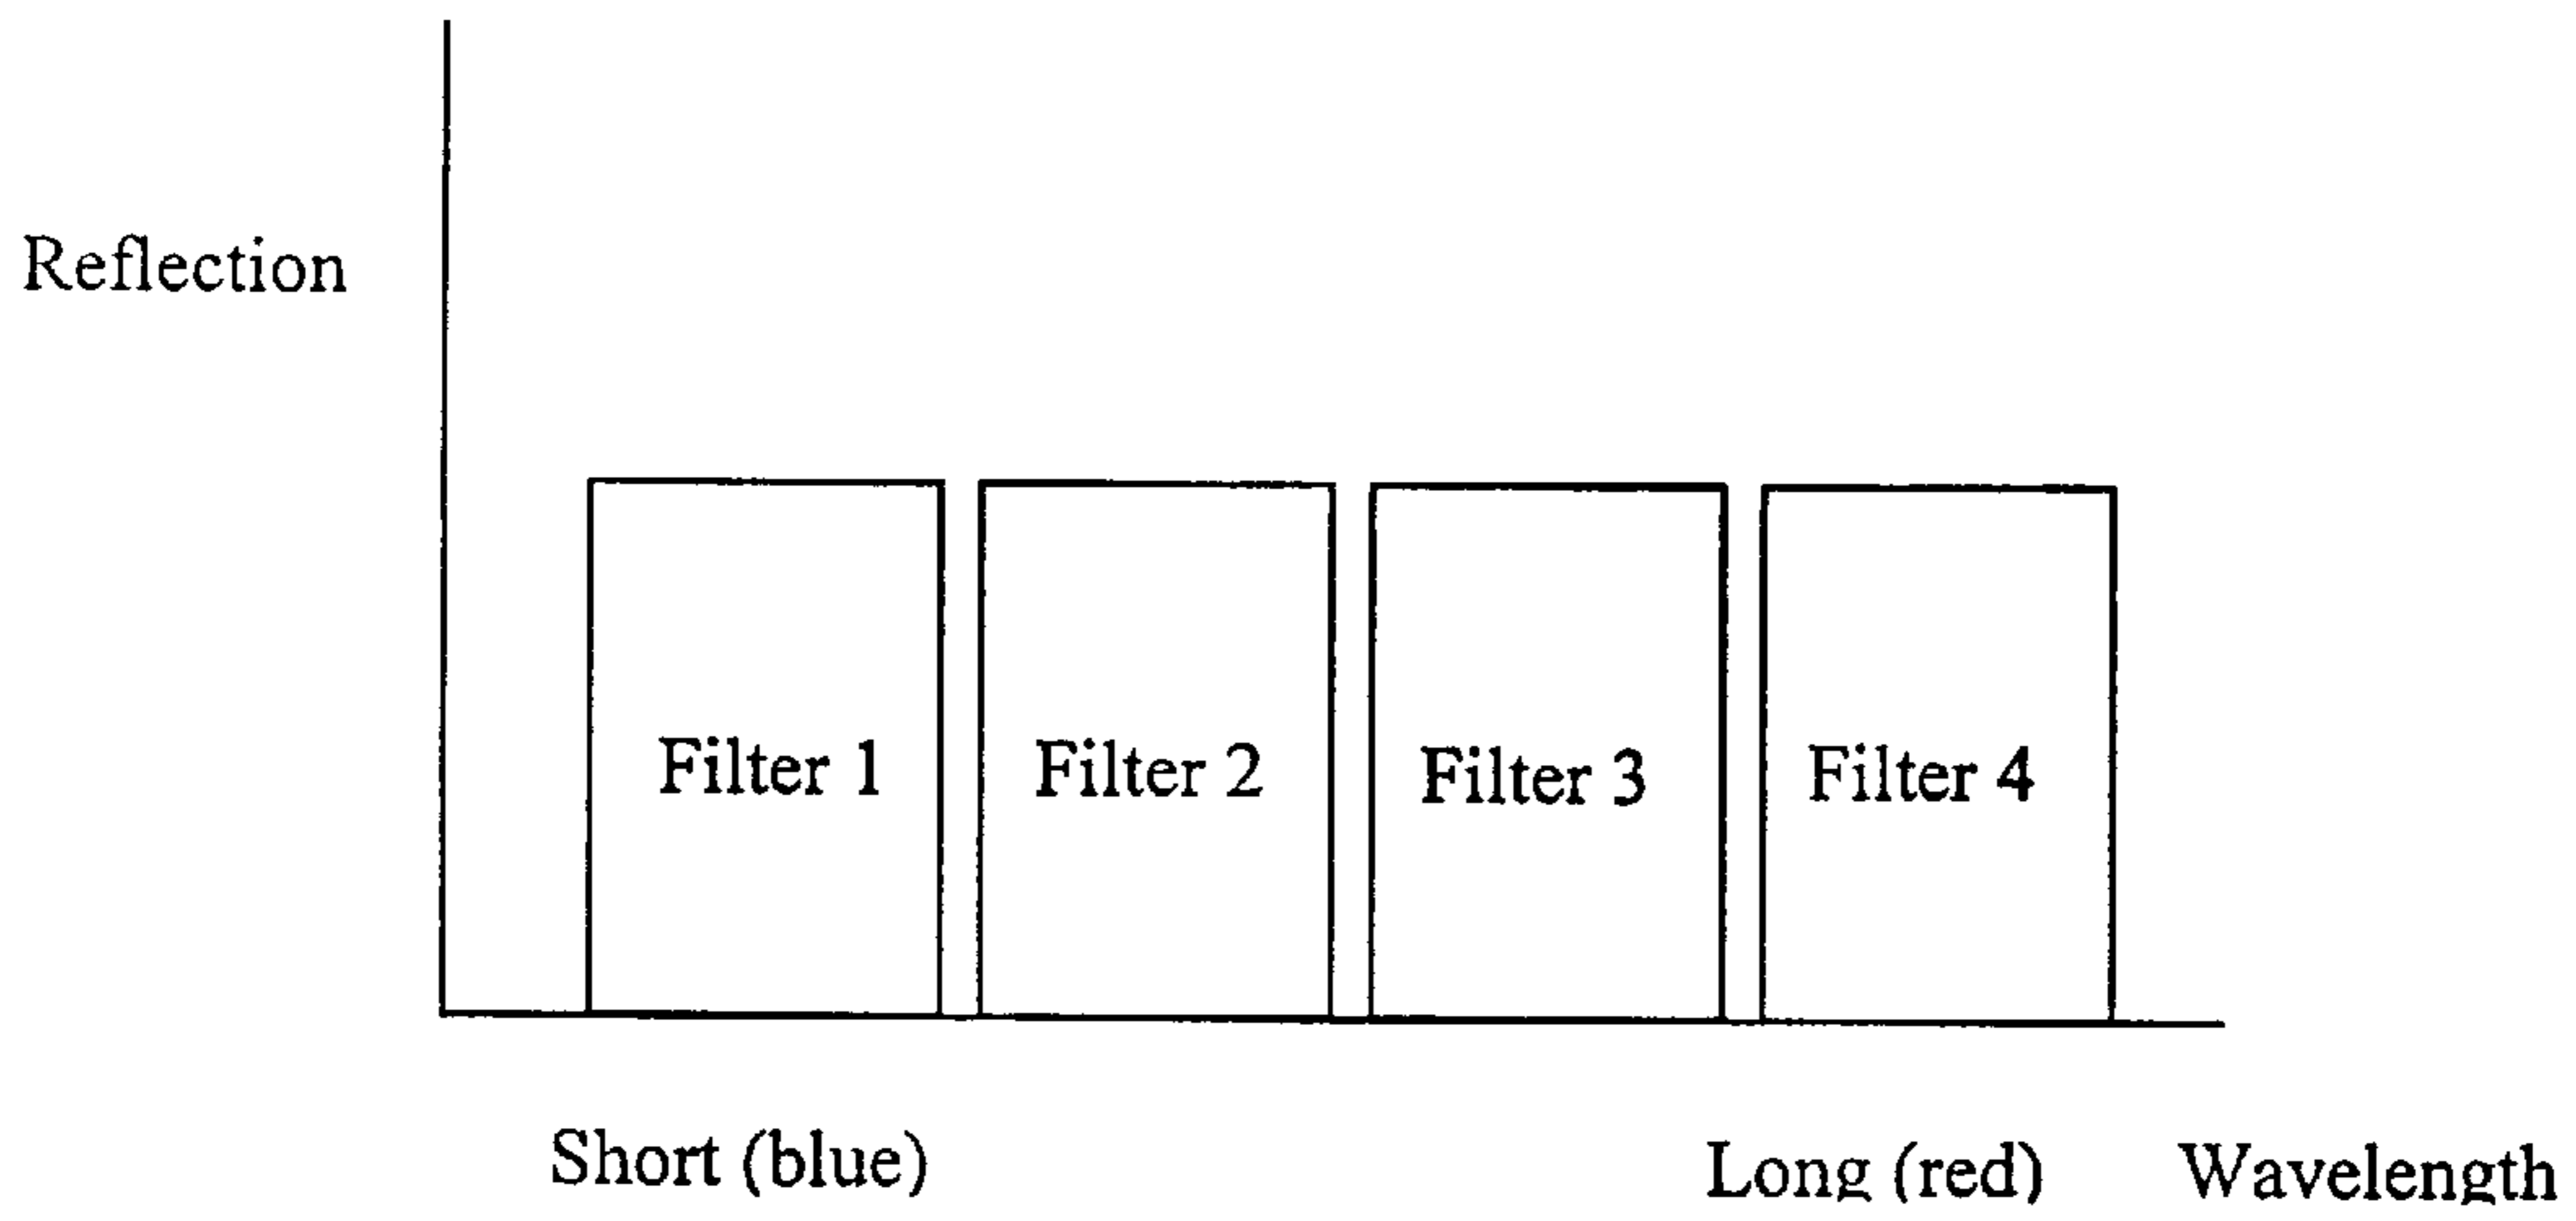 Reflection
Filter 1 Filter 2 Filter 3 Filter 4
Short (blue) Long (red) Wavelength